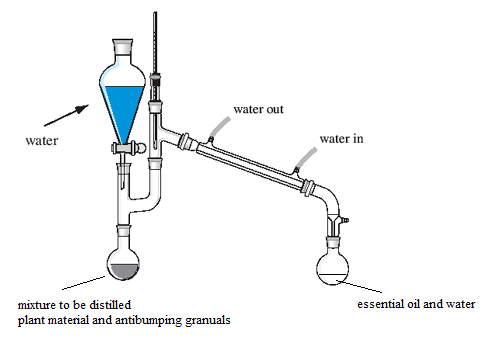 water out
water in
water
mixture to be distilled
plant material and antibumping granuals
essential oil and water